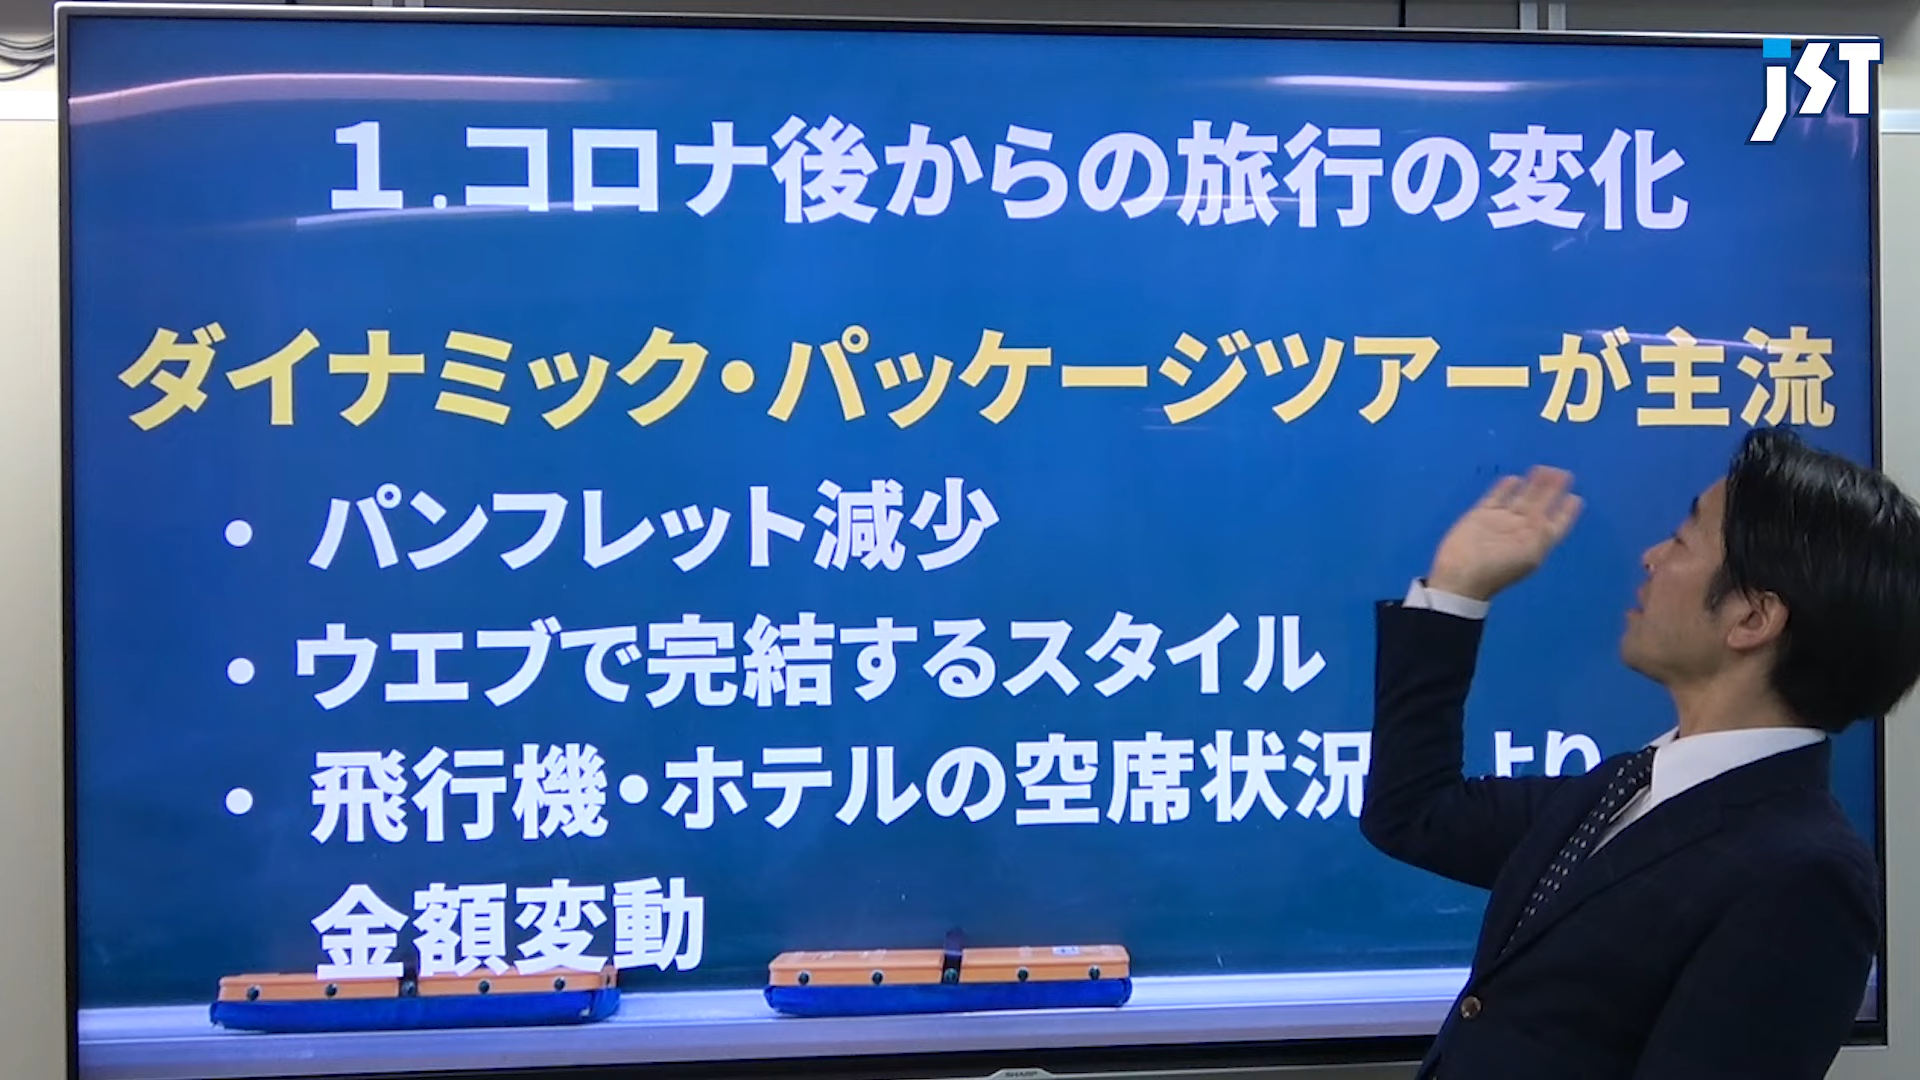 JST
1.コロナ後からの旅行の変化
ダイナミック・パッケージツアーが主流
・ パンフレット減少
・ ウエブで完結するスタイル
・ 飛行機・ホテルの空席状況 より
金額変動
SHARP